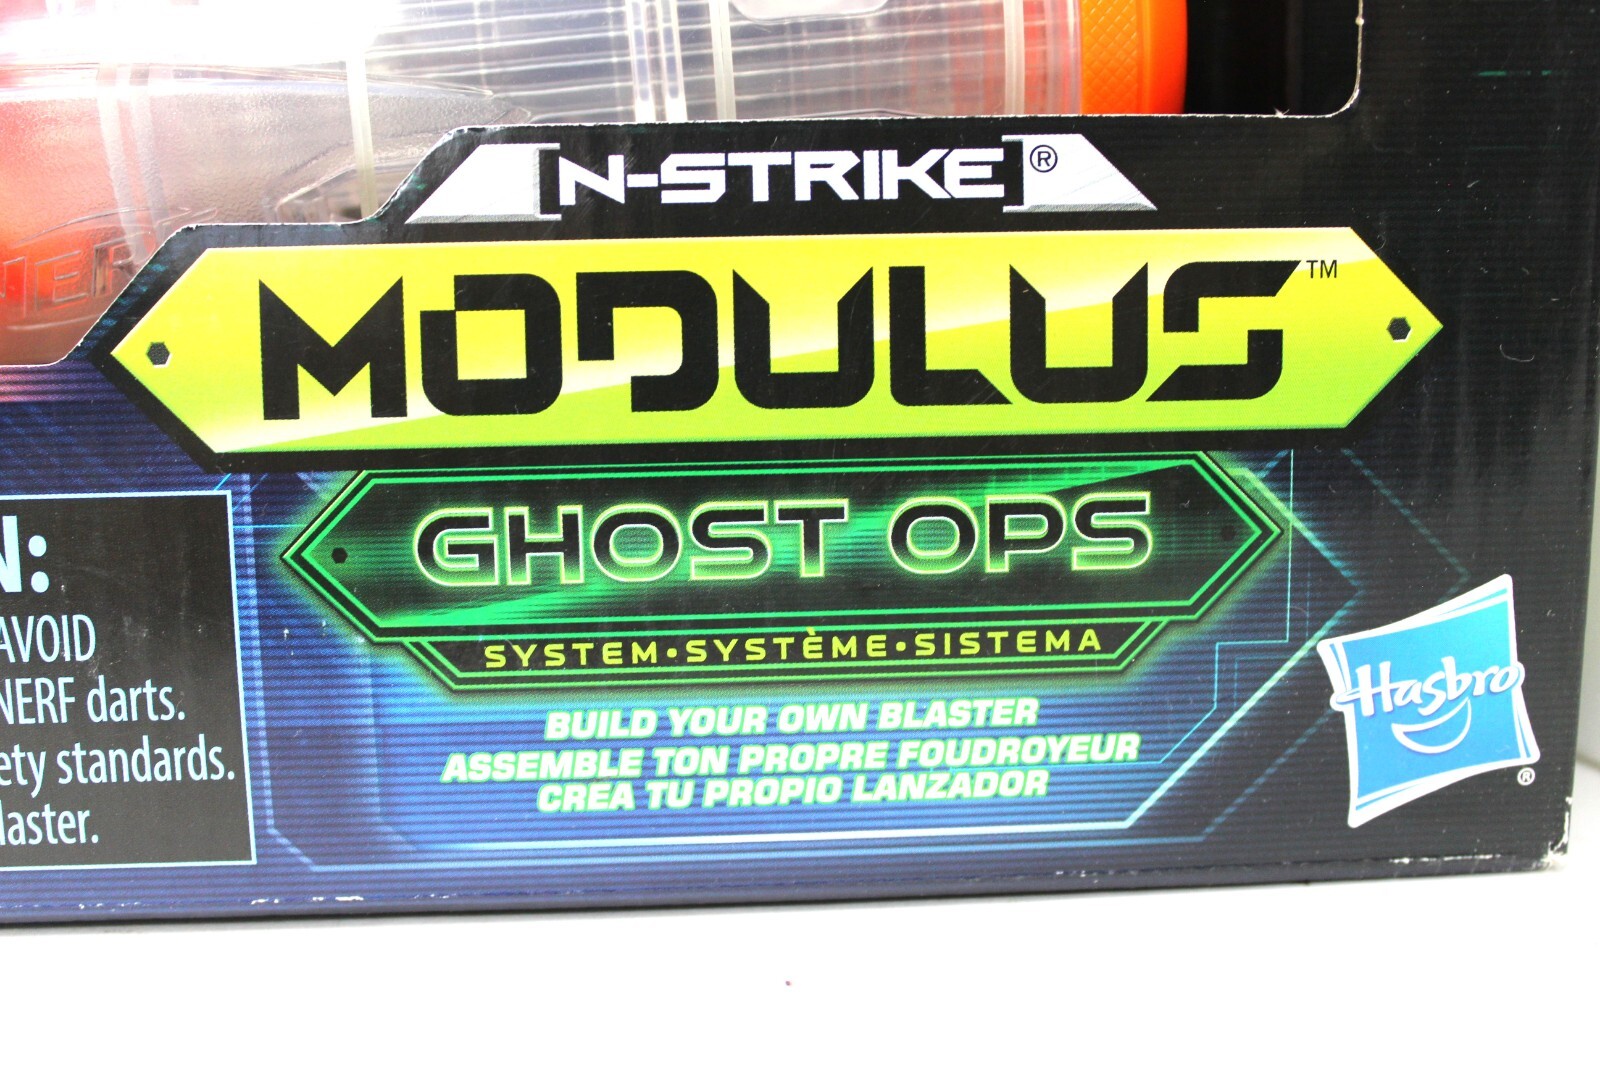 NERF
N-STRIKE®
MODULUS™
GHOST OPS
SYSTEM•SYSTÈME•SISTEMA
BUILD YOUR OWN BLASTER
ASSEMBLE TON PROPRE FOUDROYEUR
CREA TU PROPIO LANZADOR
N:
AVOID
NERF darts.
ety standards.
laster.
Hasbro
®